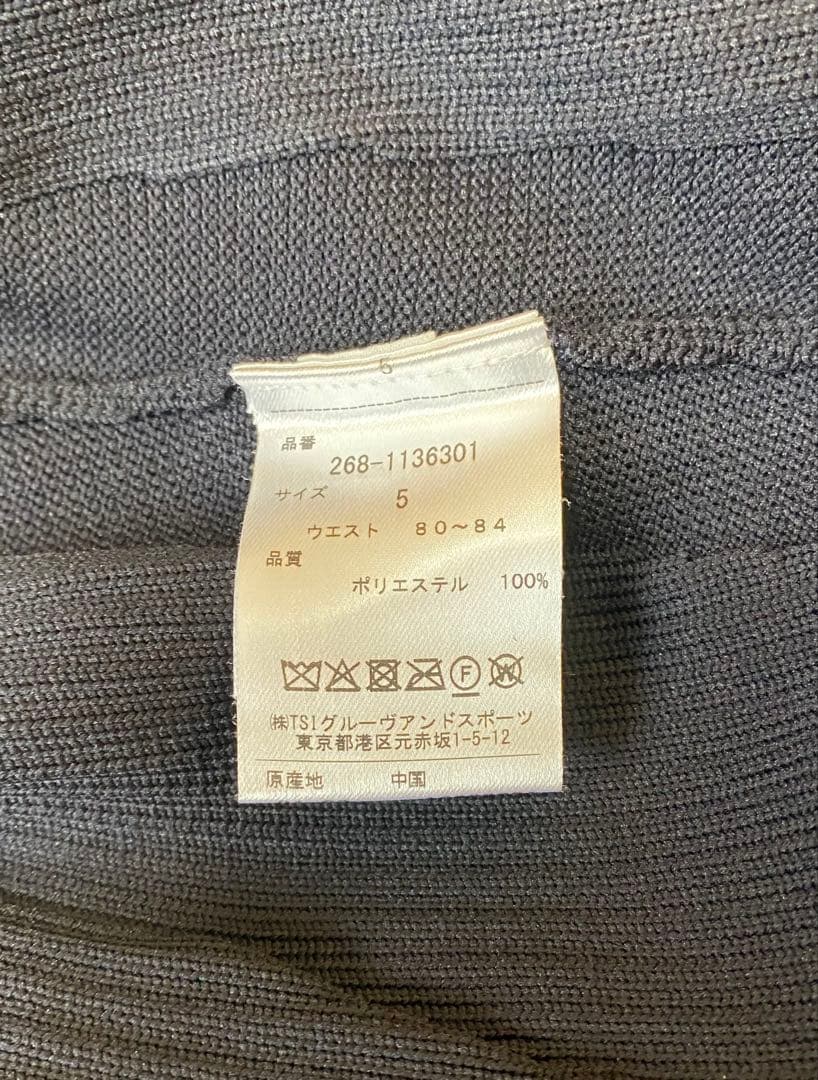 5
品番
268-1136301
サイズ 5
ウエスト 80~84
品質
ポリエステル 100%
F W
㈱TSIグルーヴアンドスポーツ
東京都港区元赤坂1-5-12
原産地 中国